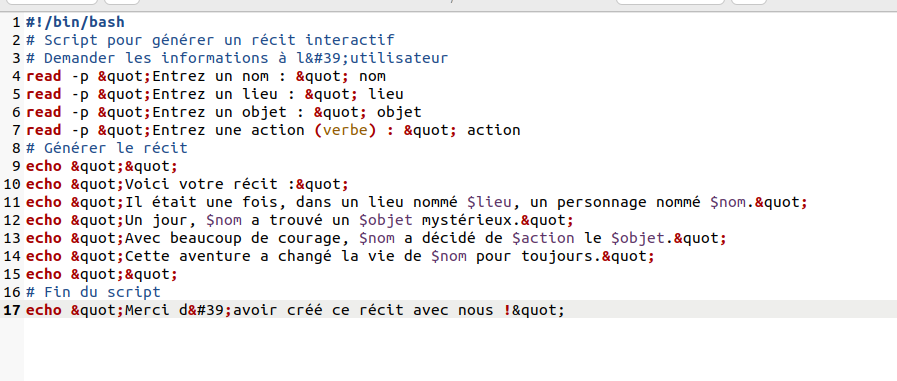 1 #!/bin/bash
2 # Script pour générer un récit interactif
3 # Demander les informations à l&#39;utilisateur
4 read -p &quot;Entrez un nom : &quot; nom
5 read -p &quot;Entrez un lieu : &quot; lieu
6 read -p &quot;Entrez un objet : &quot; objet
7 read -p &quot;Entrez une action (verbe) : &quot; action
8 # Générer le récit
9 echo &quot;&quot;
10 echo &quot;Voici votre récit :&quot;
11 echo &quot;Il était une fois, dans un lieu nommé $lieu, un personnage nommé $nom.&quot;
12 echo &quot;Un jour, $nom a trouvé un $objet mystérieux.&quot;
13 echo &quot;Avec beaucoup de courage, $nom a décidé de $action le $objet.&quot;
14 echo &quot;Cette aventure a changé la vie de $nom pour toujours.&quot;
15 echo &quot;&quot;
16 # Fin du script
17 echo &quot;Merci d&#39;avoir créé ce récit avec nous !&quot;